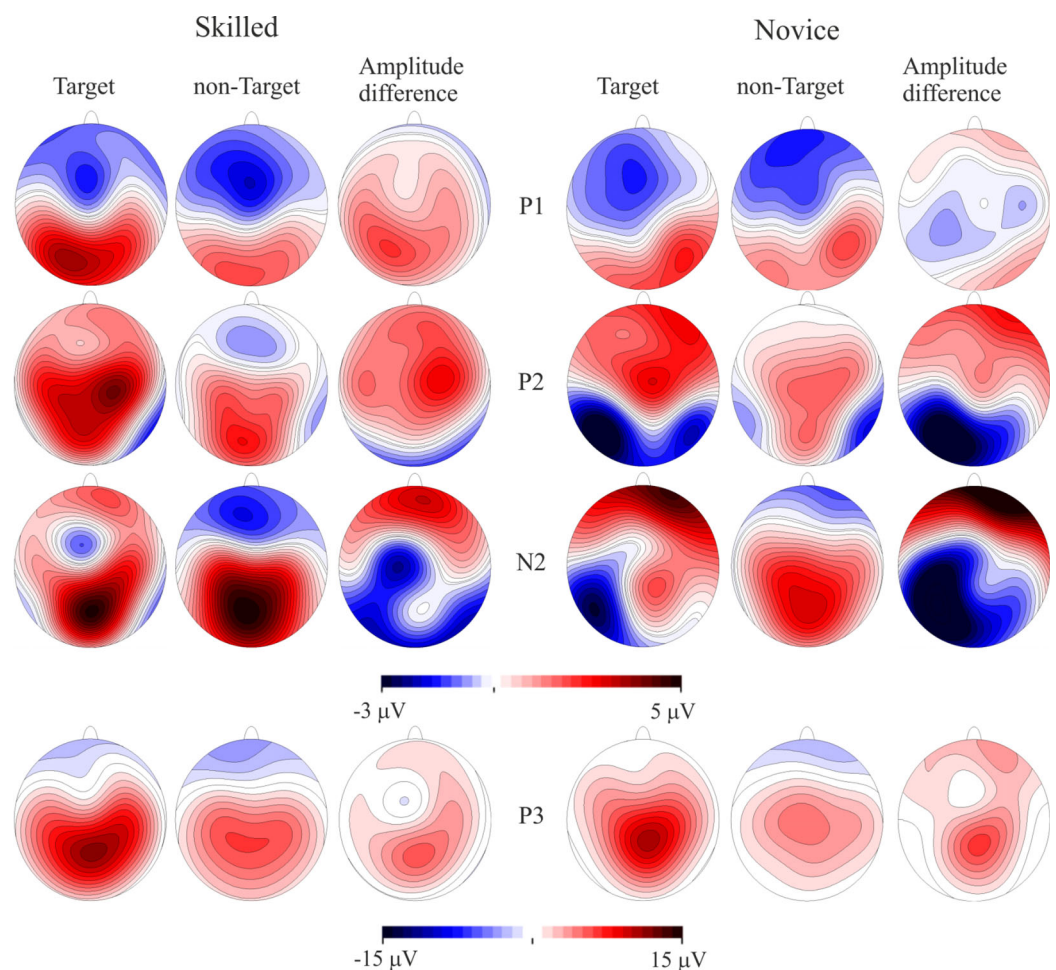 Skilled
Novice
Target
non-Target
Amplitude
difference
Target
non-Target
Amplitude
difference
P1
P2
N2
-3 μV
5 μV
P3
-15 μV
15 μV